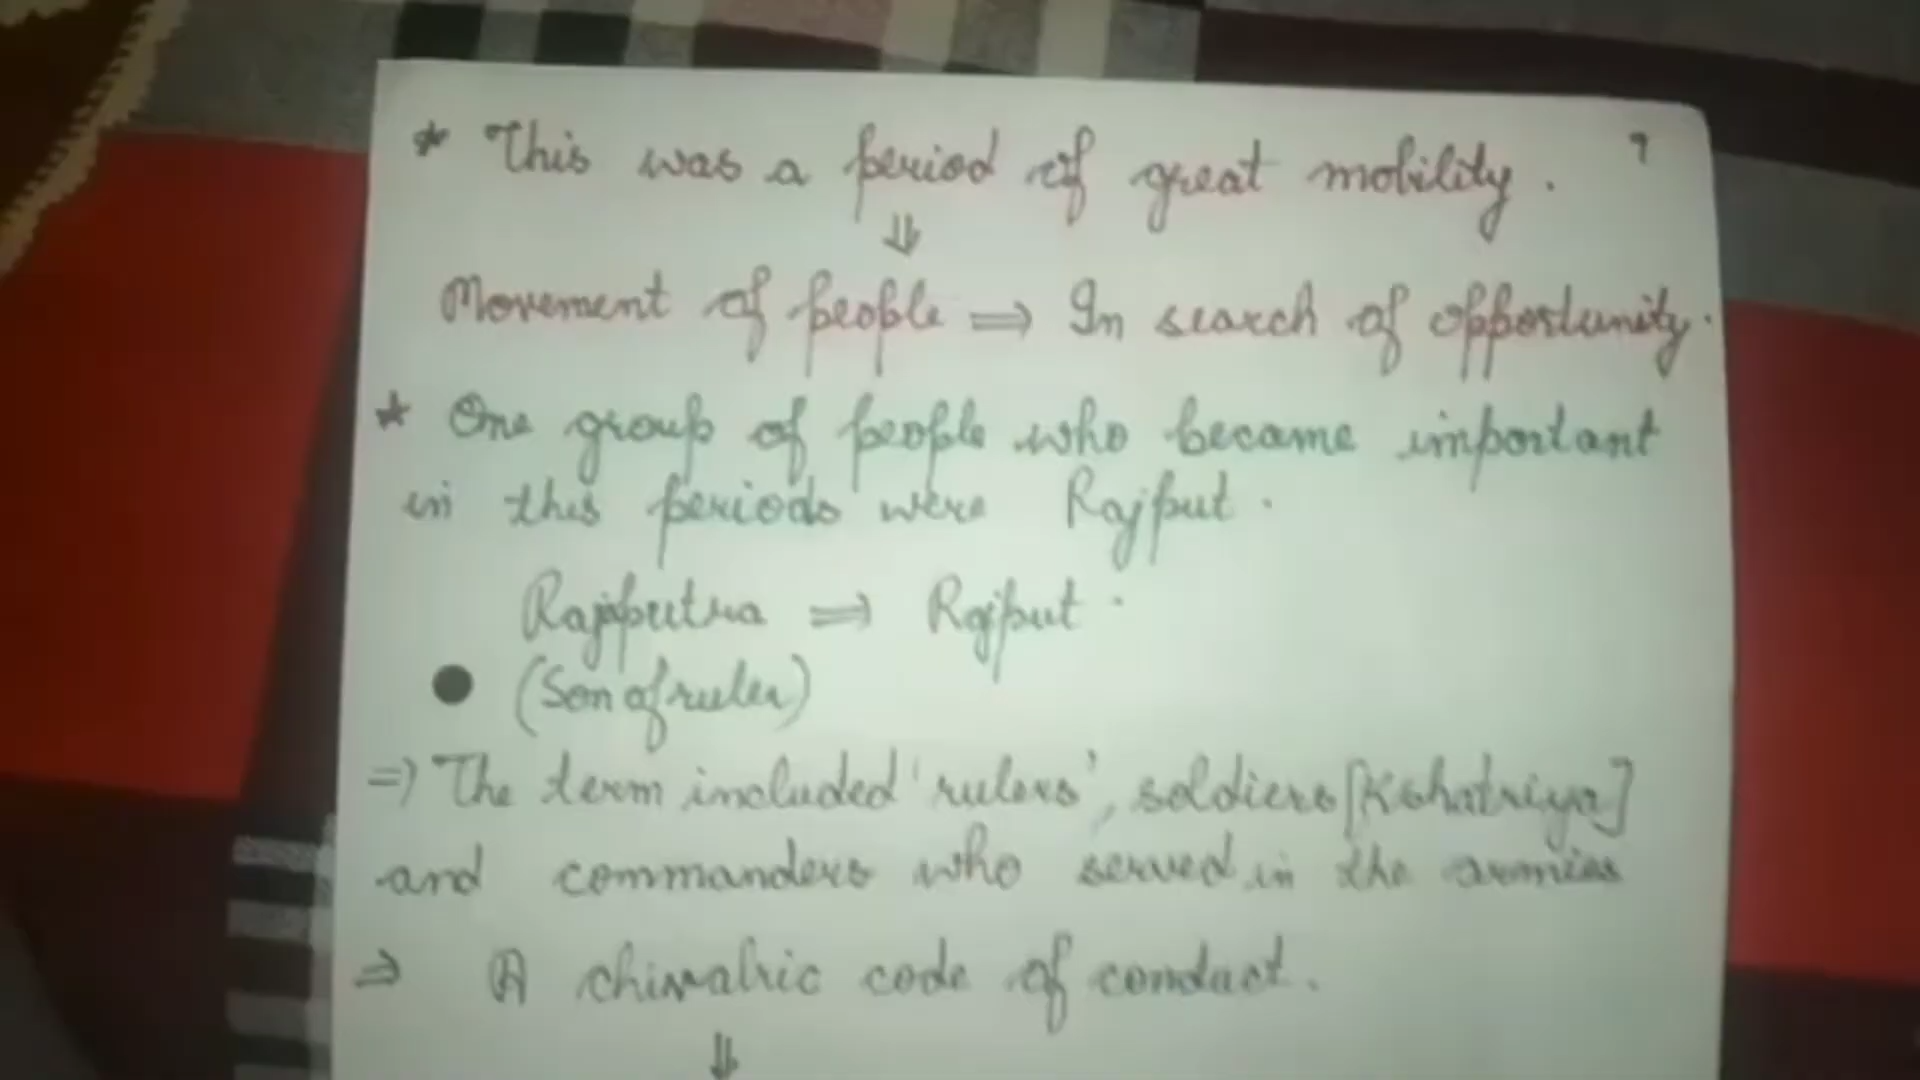 * This was a period of great mobility. 9
⇓
Movement of people ⇒ In search of opportunity.
* One group of people who became important
in this periods were Rajput.
Rajputra ⇒ Rajput.
(Son of ruler)
⇒ The term included 'rulers', soldiers [Kshatriya]
and commanders who served in the armies
⇒ A chivalric code of conduct.
⇓